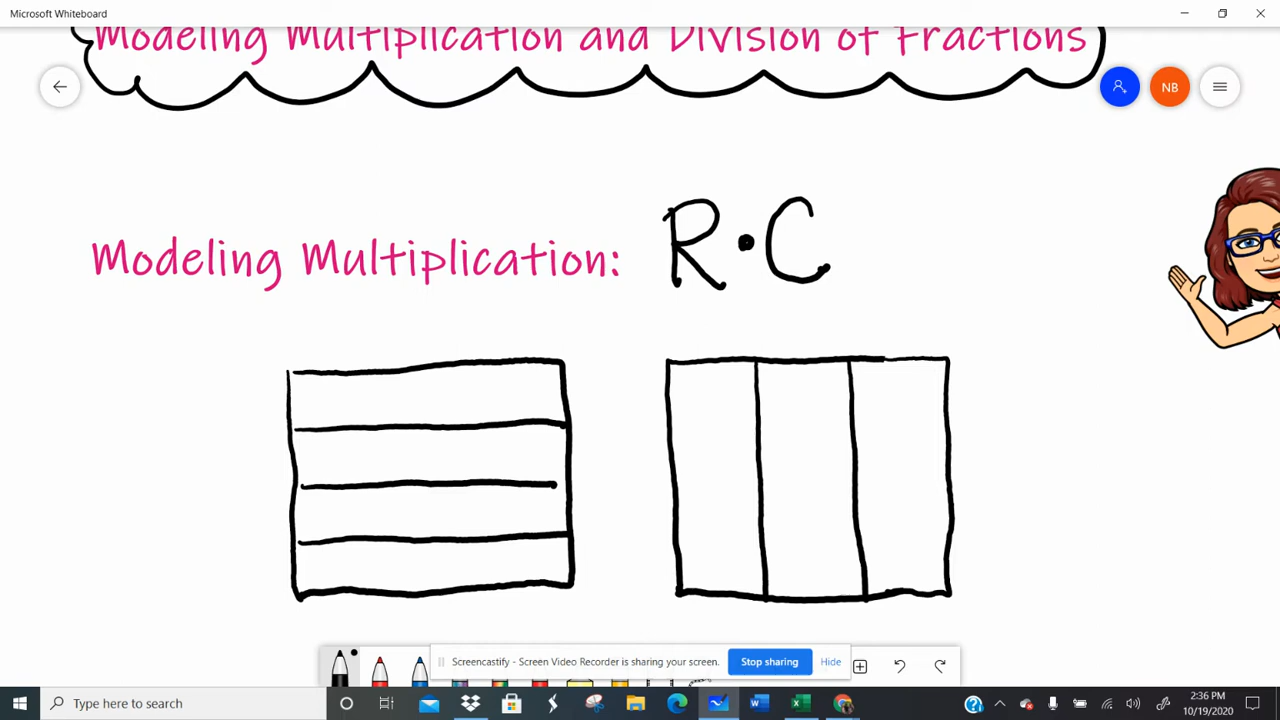 Microsoft Whiteboard
Modeling Multiplication and Division of Fractions
NB
Modeling Multiplication: R·C
Screencastify - Screen Video Recorder is sharing your screen. Stop sharing Hide
Type here to search
2:36 PM
10/19/2020